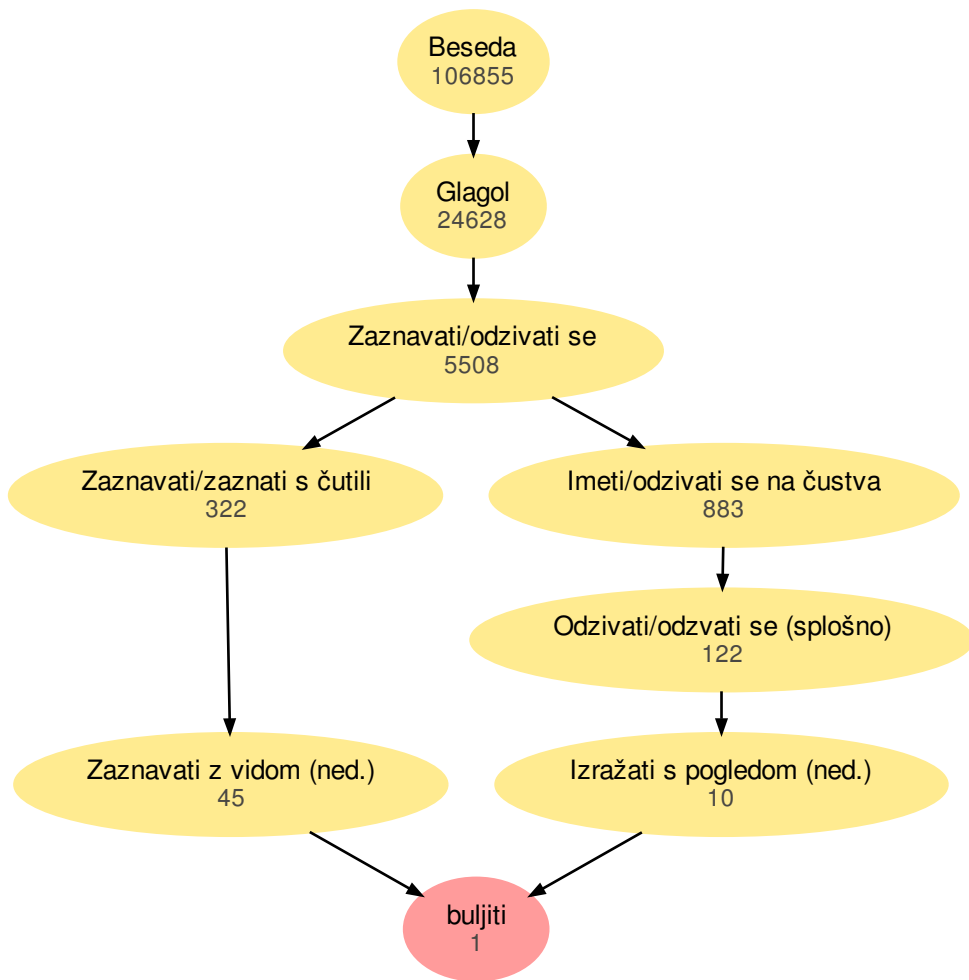 Beseda
106855
Glagol
24628
Zaznavati/odzivati se
5508
Zaznavati/zaznati s čutili
322
Imeti/odzivati se na čustva
883
Odzivati/odzvati se (splošno)
122
Zaznavati z vidom (ned.)
45
Izražati s pogledom (ned.)
10
buljiti
1